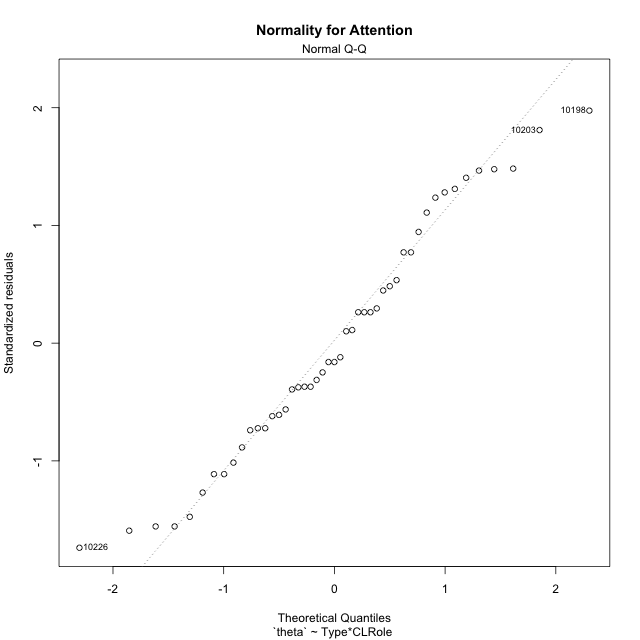 Normality for Attention
Normal Q-Q
2
1
0
-1
Standardized residuals
10198
10203
10226
-2 -1 0 1 2
Theoretical Quantiles
`theta` ~ Type*CLRole